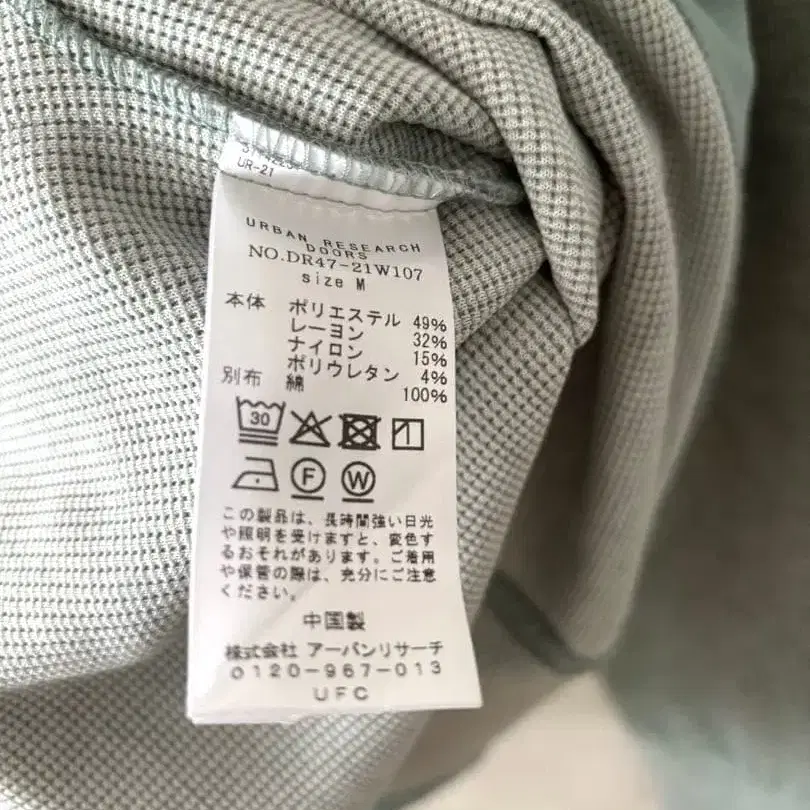 UR-21
URBAN RESEARCH
DOORS
NO.DR47-21W107
size M
本体 ポリエステル 49%
レーヨン 32%
ナイロン 15%
ポリウレタン 4%
別布 綿 100%
30
F W
この製品は、長時間強い日光
や照明を受けますと、変色す
るおそれがあります。ご着用
や保管の際は、充分にご注意
ください。
中国製
株式会社 アーバンリサーチ
0120-967-013
UFC